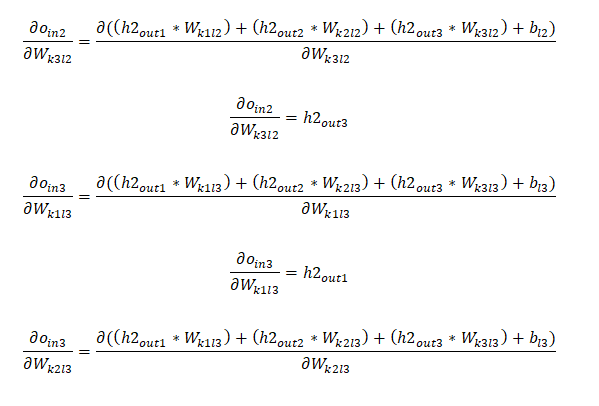 ∂o_in2/∂W_k3l2 = ∂((h2_out1 * W_k1l2) + (h2_out2 * W_k2l2) + (h2_out3 * W_k3l2) + b_l2)/∂W_k3l2
∂o_in2/∂W_k3l2 = h2_out3
∂o_in3/∂W_k1l3 = ∂((h2_out1 * W_k1l3) + (h2_out2 * W_k2l3) + (h2_out3 * W_k3l3) + b_l3)/∂W_k1l3
∂o_in3/∂W_k1l3 = h2_out1
∂o_in3/∂W_k2l3 = ∂((h2_out1 * W_k1l3) + (h2_out2 * W_k2l3) + (h2_out3 * W_k3l3) + b_l3)/∂W_k2l3